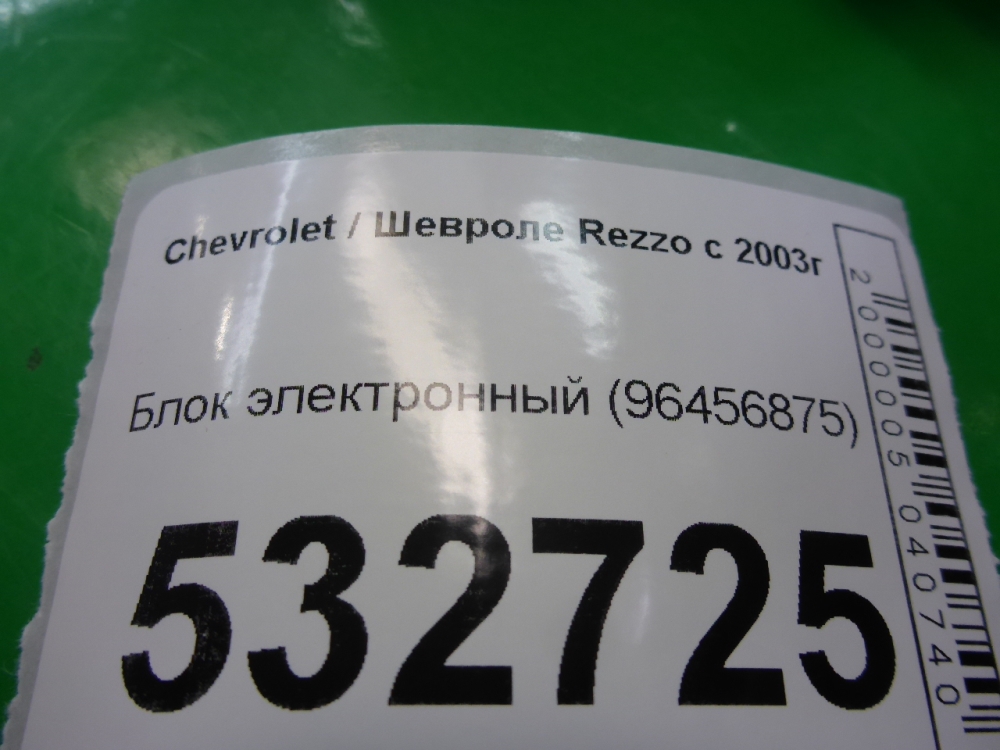 Chevrolet / Шевроле Rezzo с 2003г
Блок электронный (96456875)
532725
2000005040740